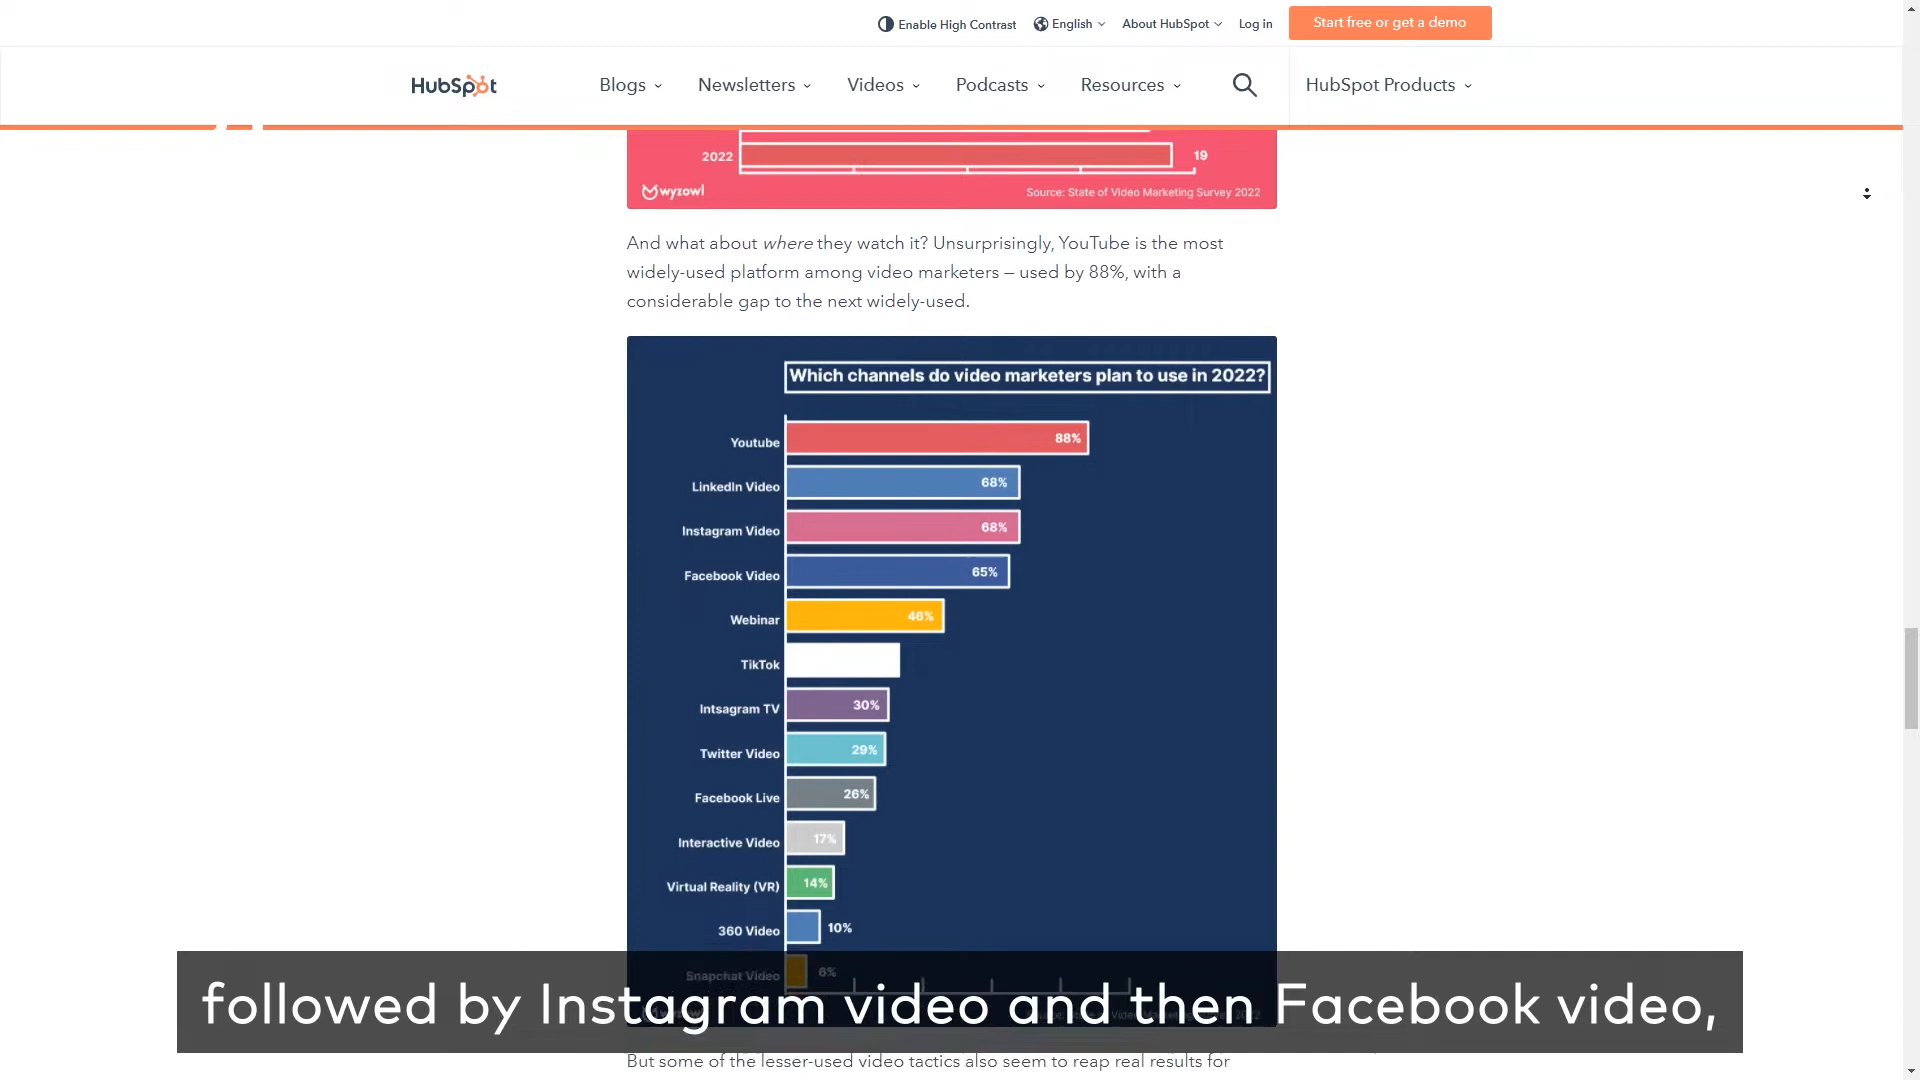 Enable High Contrast
English
About HubSpot
Log in
Start free or get a demo
HubSpot
Blogs
Newsletters
Videos
Podcasts
Resources
HubSpot Products
2022
19
wyzowl
Source: State of Video Marketing Survey 2022
And what about where they watch it? Unsurprisingly, YouTube is the most
widely-used platform among video marketers — used by 88%, with a
considerable gap to the next widely-used.
Which channels do video marketers plan to use in 2022?
Youtube 88%
LinkedIn Video 68%
Instagram Video 68%
Facebook Video 65%
Webinar 46%
TikTok
Intsagram TV 30%
Twitter Video 29%
Facebook Live 26%
Interactive Video 17%
Virtual Reality (VR) 14%
360 Video 10%
Snapchat Video 6%
followed by Instagram video and then Facebook video,
But some of the lesser-used video tactics also seem to reap real results for